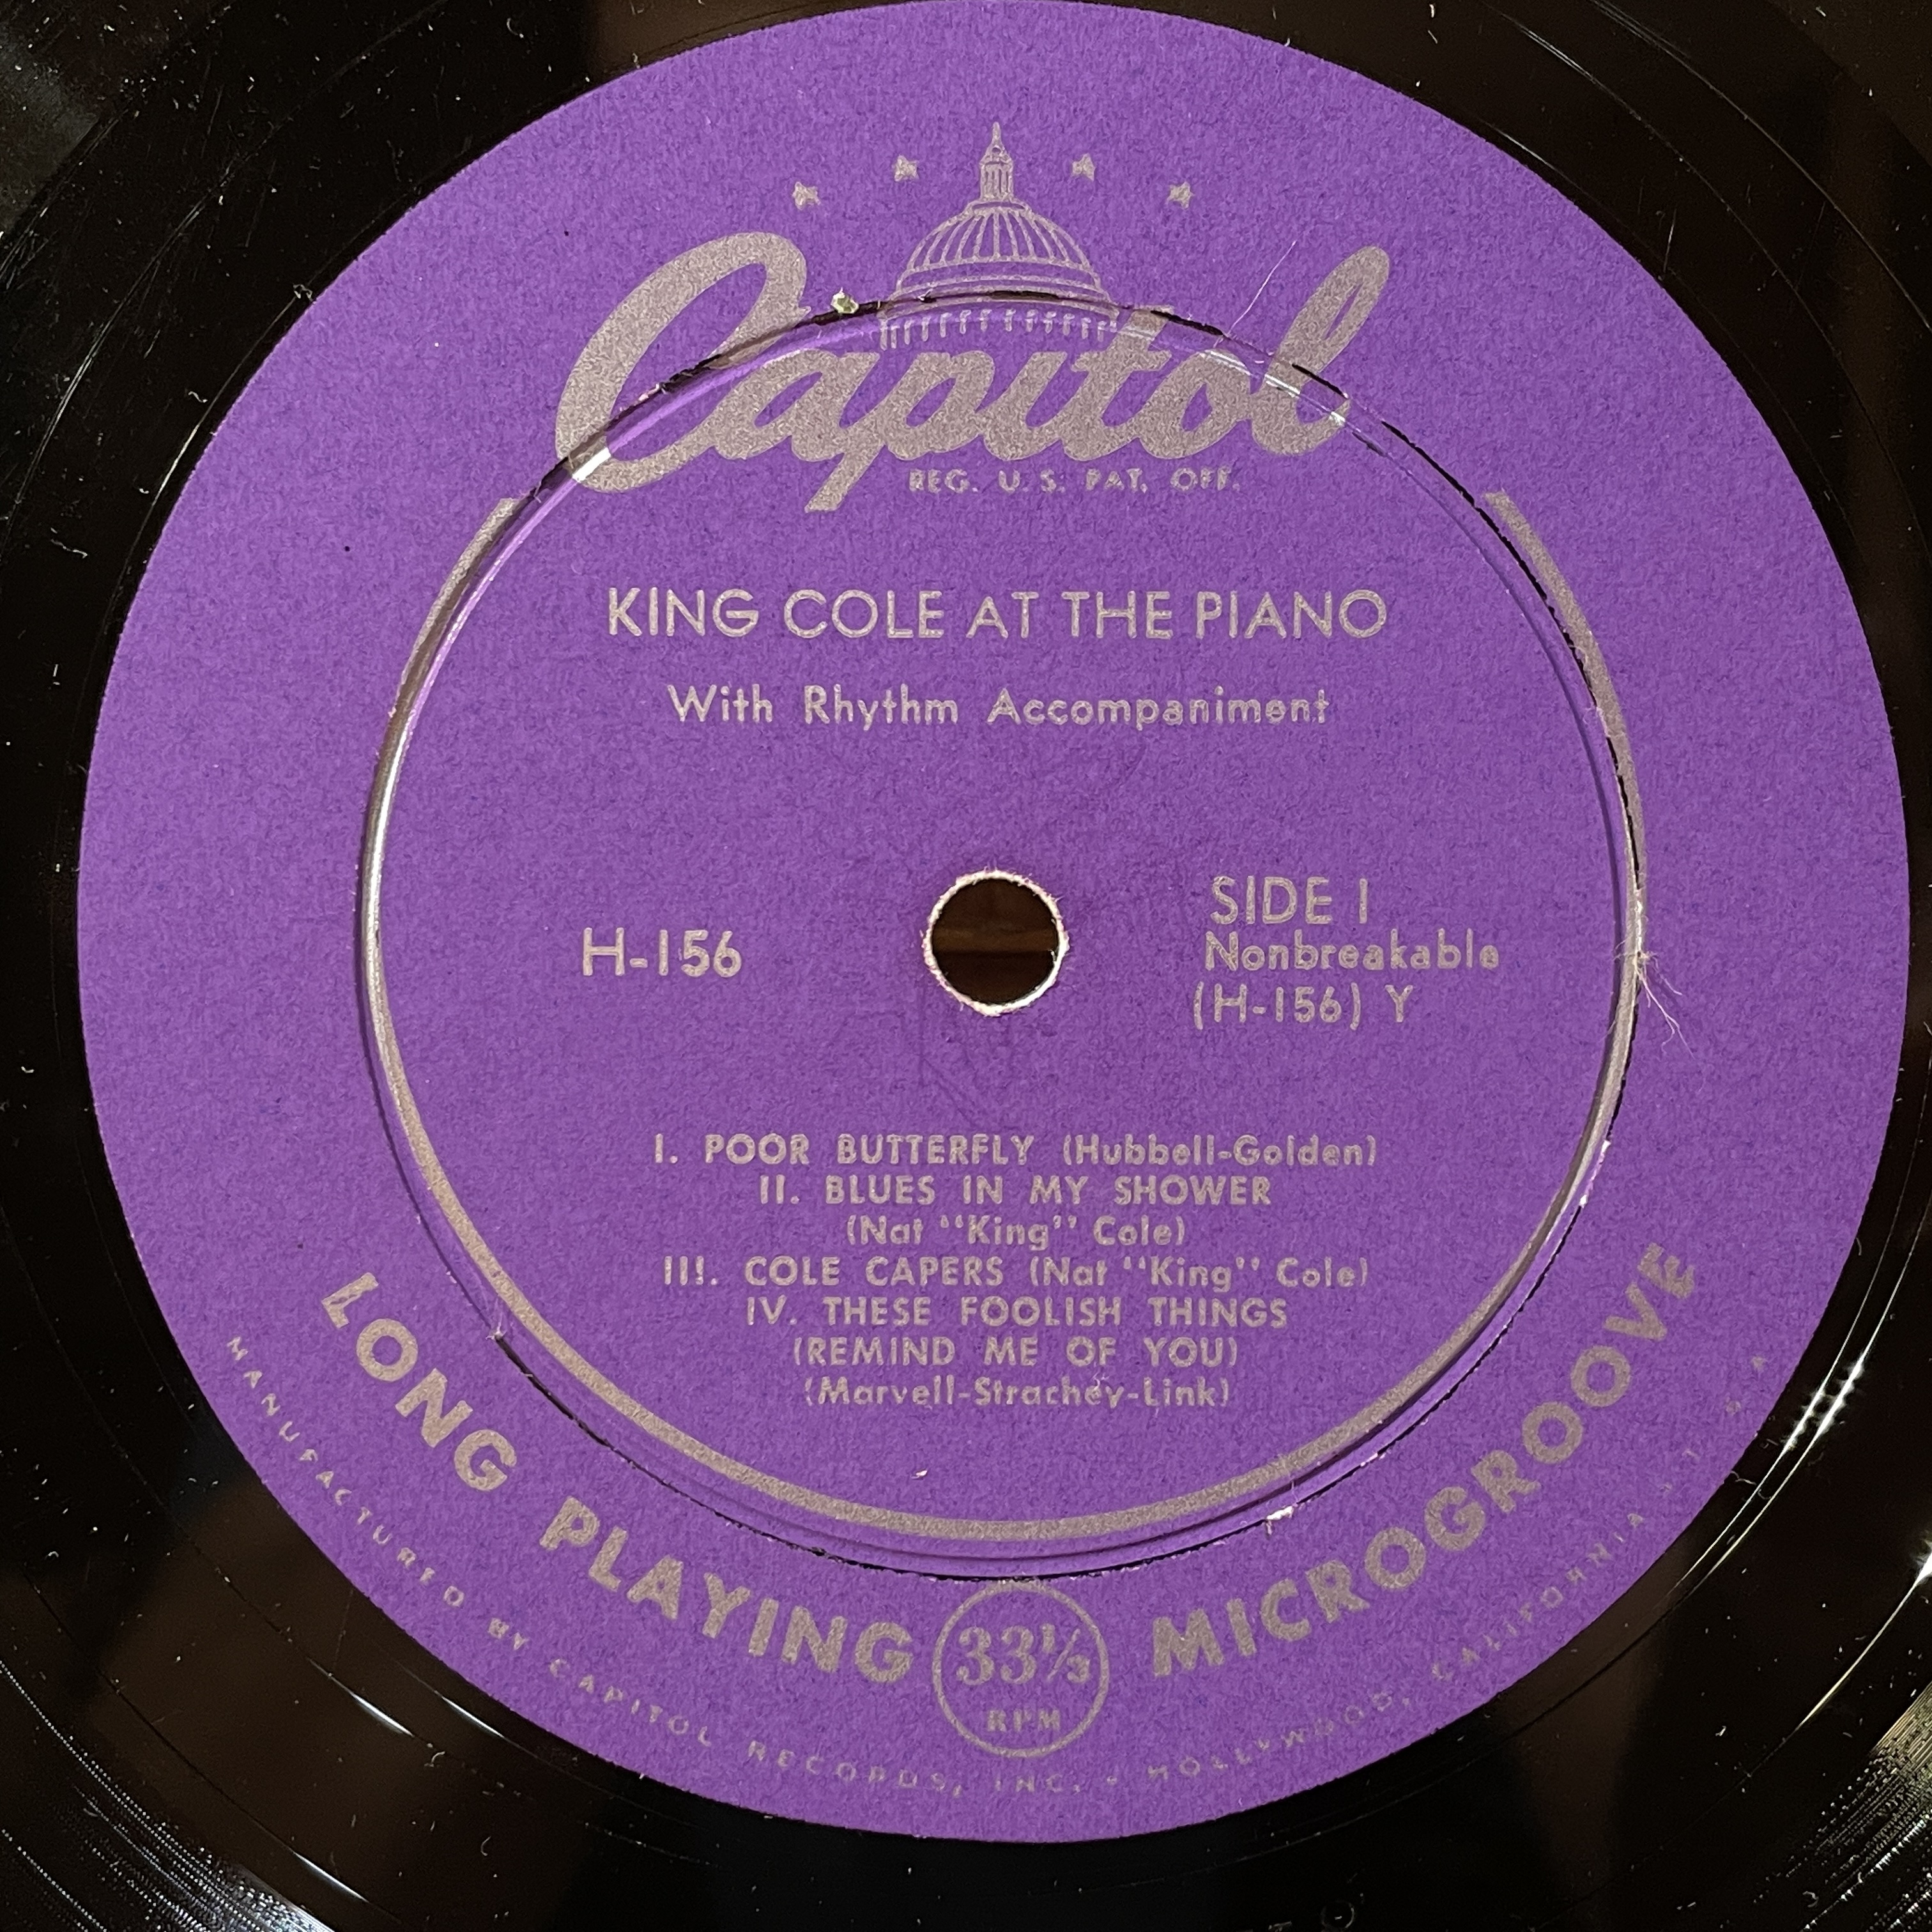 Capitol
REG. U. S. PAT. OFF.
KING COLE AT THE PIANO
With Rhythm Accompaniment
H-156
SIDE 1
Nonbreakable
(H-156) Y
I. POOR BUTTERFLY (Hubbell-Golden)
II. BLUES IN MY SHOWER
(Nat "King" Cole)
III. COLE CAPERS (Nat "King" Cole)
IV. THESE FOOLISH THINGS
(REMIND ME OF YOU)
(Marvell-Strachey-Link)
LONG PLAYING 33⅓ RPM MICROGROOVE
MANUFACTURED BY CAPITOL RECORDS, INC. • HOLLYWOOD, CALIFORNIA